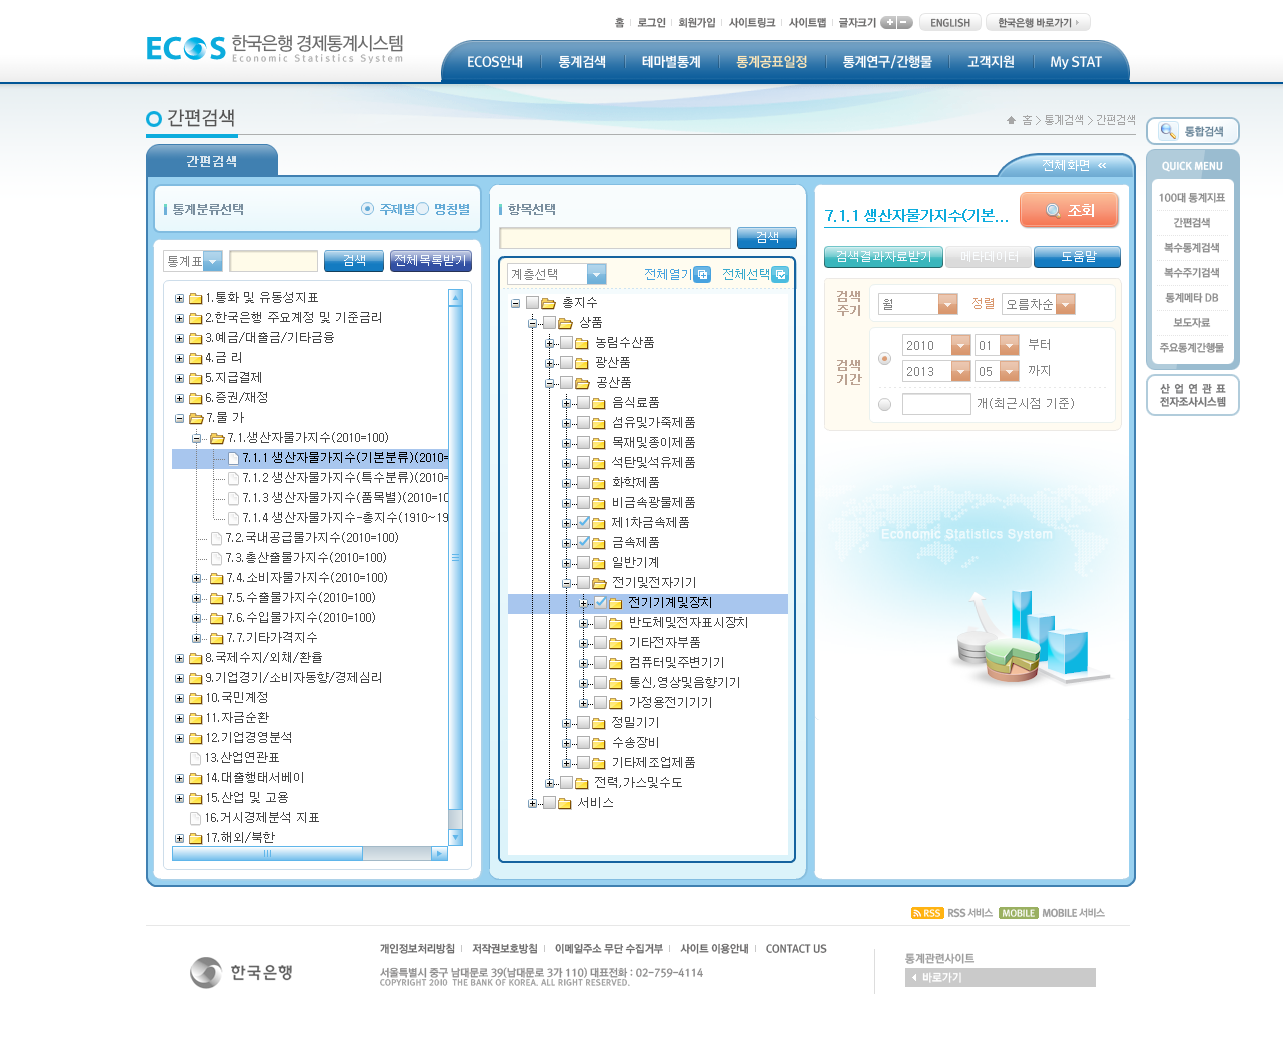 홈 로그인 회원가입 사이트링크 사이트맵 글자크기 ENGLISH 한국은행 바로가기
ECOS 한국은행 경제통계시스템
Economic Statistics System
ECOS안내 통계검색 테마별통계 통계공표일정 통계연구/간행물 고객지원 My STAT
간편검색
홈 > 통계검색 > 간편검색
간편검색
전체화면
통계분류선택
주제별 명칭별
통계표 검색 전체목록받기
1.통화 및 유동성지표
2.한국은행 주요계정 및 기준금리
3.예금/대출금/기타금융
4.금 리
5.지급결제
6.증권/재정
7.물 가
7.1.생산자물가지수(2010=100)
7.1.1 생산자물가지수(기본분류)(2010=
7.1.2 생산자물가지수(특수분류)(2010=
7.1.3 생산자물가지수(품목별)(2010=10
7.1.4 생산자물가지수-총지수(1910~19
7.2.국내공급물가지수(2010=100)
7.3.총산출물가지수(2010=100)
7.4.소비자물가지수(2010=100)
7.5.수출물가지수(2010=100)
7.6.수입물가지수(2010=100)
7.7.기타가격지수
8.국제수지/외채/환율
9.기업경기/소비자동향/경제심리
10.국민계정
11.자금순환
12.기업경영분석
13.산업연관표
14.대출행태서베이
15.산업 및 고용
16.거시경제분석 지표
17.해외/북한
항목선택
검색
계층선택 전체열기 전체선택
총지수
상품
농림수산품
광산품
공산품
음식료품
섬유및가죽제품
목재및종이제품
석탄및석유제품
화학제품
비금속광물제품
제1차금속제품
금속제품
일반기계
전기및전자기기
전기기계및장치
반도체및전자표시장치
기타전자부품
컴퓨터및주변기기
통신,영상및음향기기
가정용전기기기
정밀기기
수송장비
기타제조업제품
전력,가스및수도
서비스
7.1.1 생산자물가지수(기본...
조회
검색결과자료받기 메타데이터 도움말
검색
주기
월
정렬 오름차순
검색
기간
2010 01 부터
2013 05 까지
개(최근시점 기준)
Economic Statistics System
통합검색
QUICK MENU
100대 통계지표
간편검색
복수통계검색
복수주기검색
통계메타 DB
보도자료
주요통계간행물
산 업 연 관 표
전자조사시스템
RSS RSS 서비스 MOBILE MOBILE 서비스
한국은행
개인정보처리방침 저작권보호방침 이메일주소 무단 수집거부 사이트 이용안내 CONTACT US
서울특별시 중구 남대문로 39(남대문로 3가 110) 대표전화 : 02-759-4114
COPYRIGHT 2010 THE BANK OF KOREA. ALL RIGHT RESERVED.
통계관련사이트
바로가기